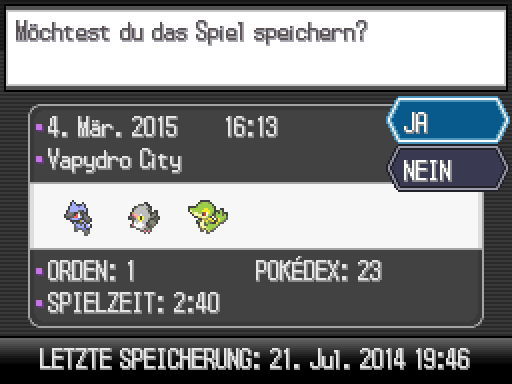 Möchtest du das Spiel speichern?
4. Mär. 2015 16:13
JA
Vapydro City
NEIN
ORDEN: 1 POKÉDEX: 23
SPIELZEIT: 2:40
LETZTE SPEICHERUNG: 21. Jul. 2014 19:46